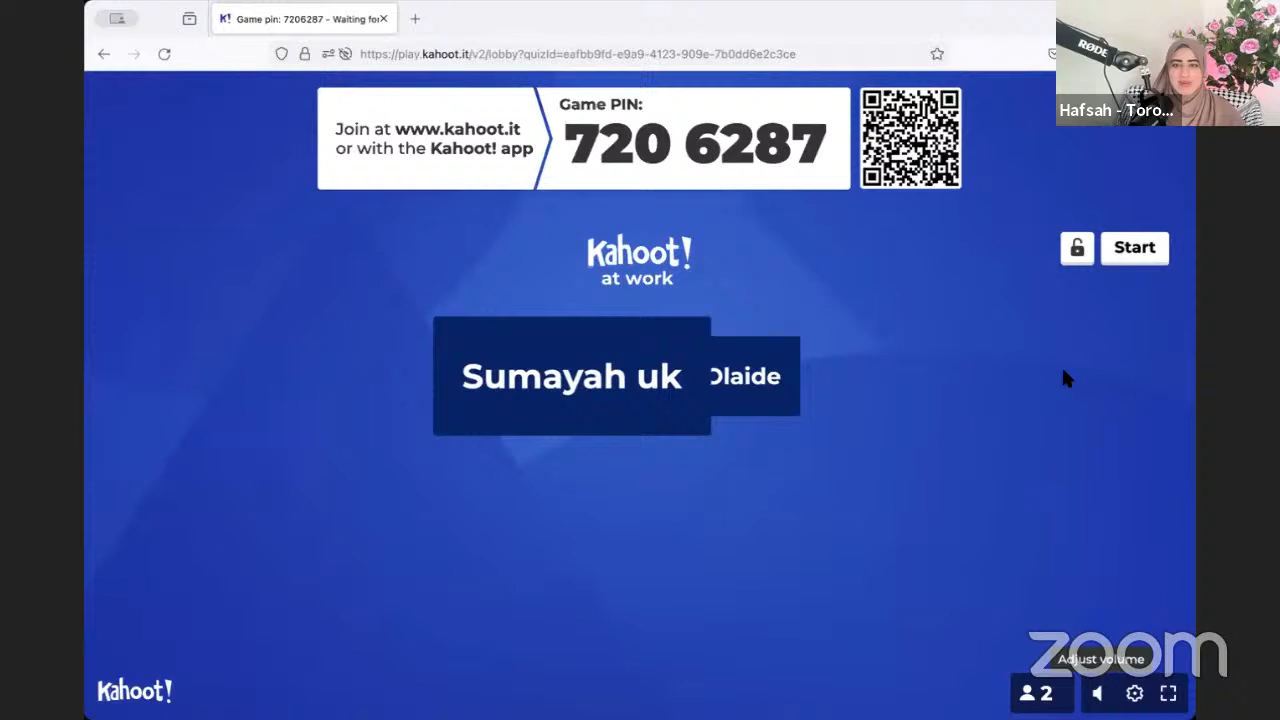 Game pin: 7206287 - Waiting for
https://play.kahoot.it/v2/lobby?quizId=eafbb9fd-e9a9-4123-909e-7b0dd6e2c3ce
RØDE
Hafsah - Toro...
Join at www.kahoot.it
or with the Kahoot! app
Game PIN:
720 6287
Kahoot!
at work
Start
Sumayah uk
Olaide
zoom
Adjust volume
Kahoot!
2